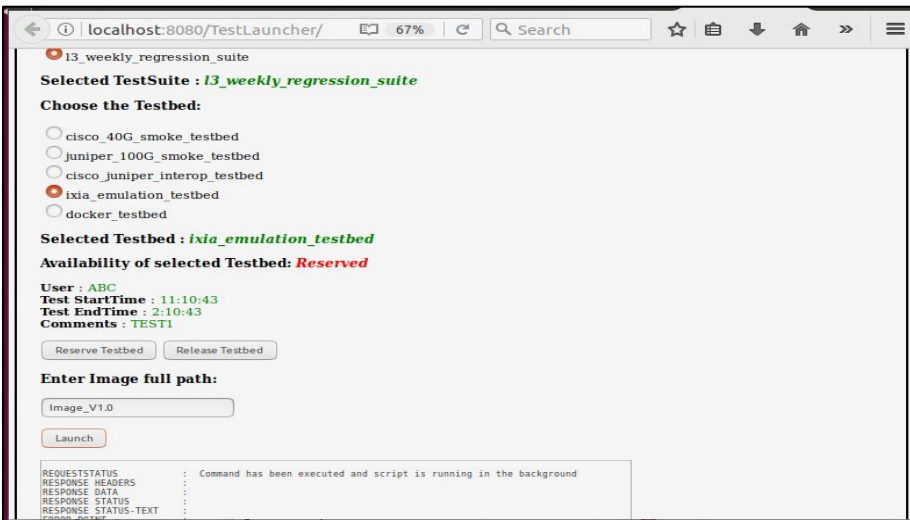 localhost:8080/TestLauncher/ 67% Search
l3_weekly_regression_suite
Selected TestSuite : l3_weekly_regression_suite
Choose the Testbed:
cisco_40G_smoke_testbed
juniper_100G_smoke_testbed
cisco_juniper_interop_testbed
ixia_emulation_testbed
docker_testbed
Selected Testbed : ixia_emulation_testbed
Availability of selected Testbed: Reserved
User : ABC
Test StartTime : 11:10:43
Test EndTime : 2:10:43
Comments : TEST1
Reserve Testbed Release Testbed
Enter Image full path:
Image_V1.0
Launch
REQUESTSTATUS : Command has been executed and script is running in the background
RESPONSE HEADERS :
RESPONSE DATA :
RESPONSE STATUS :
RESPONSE STATUS-TEXT :